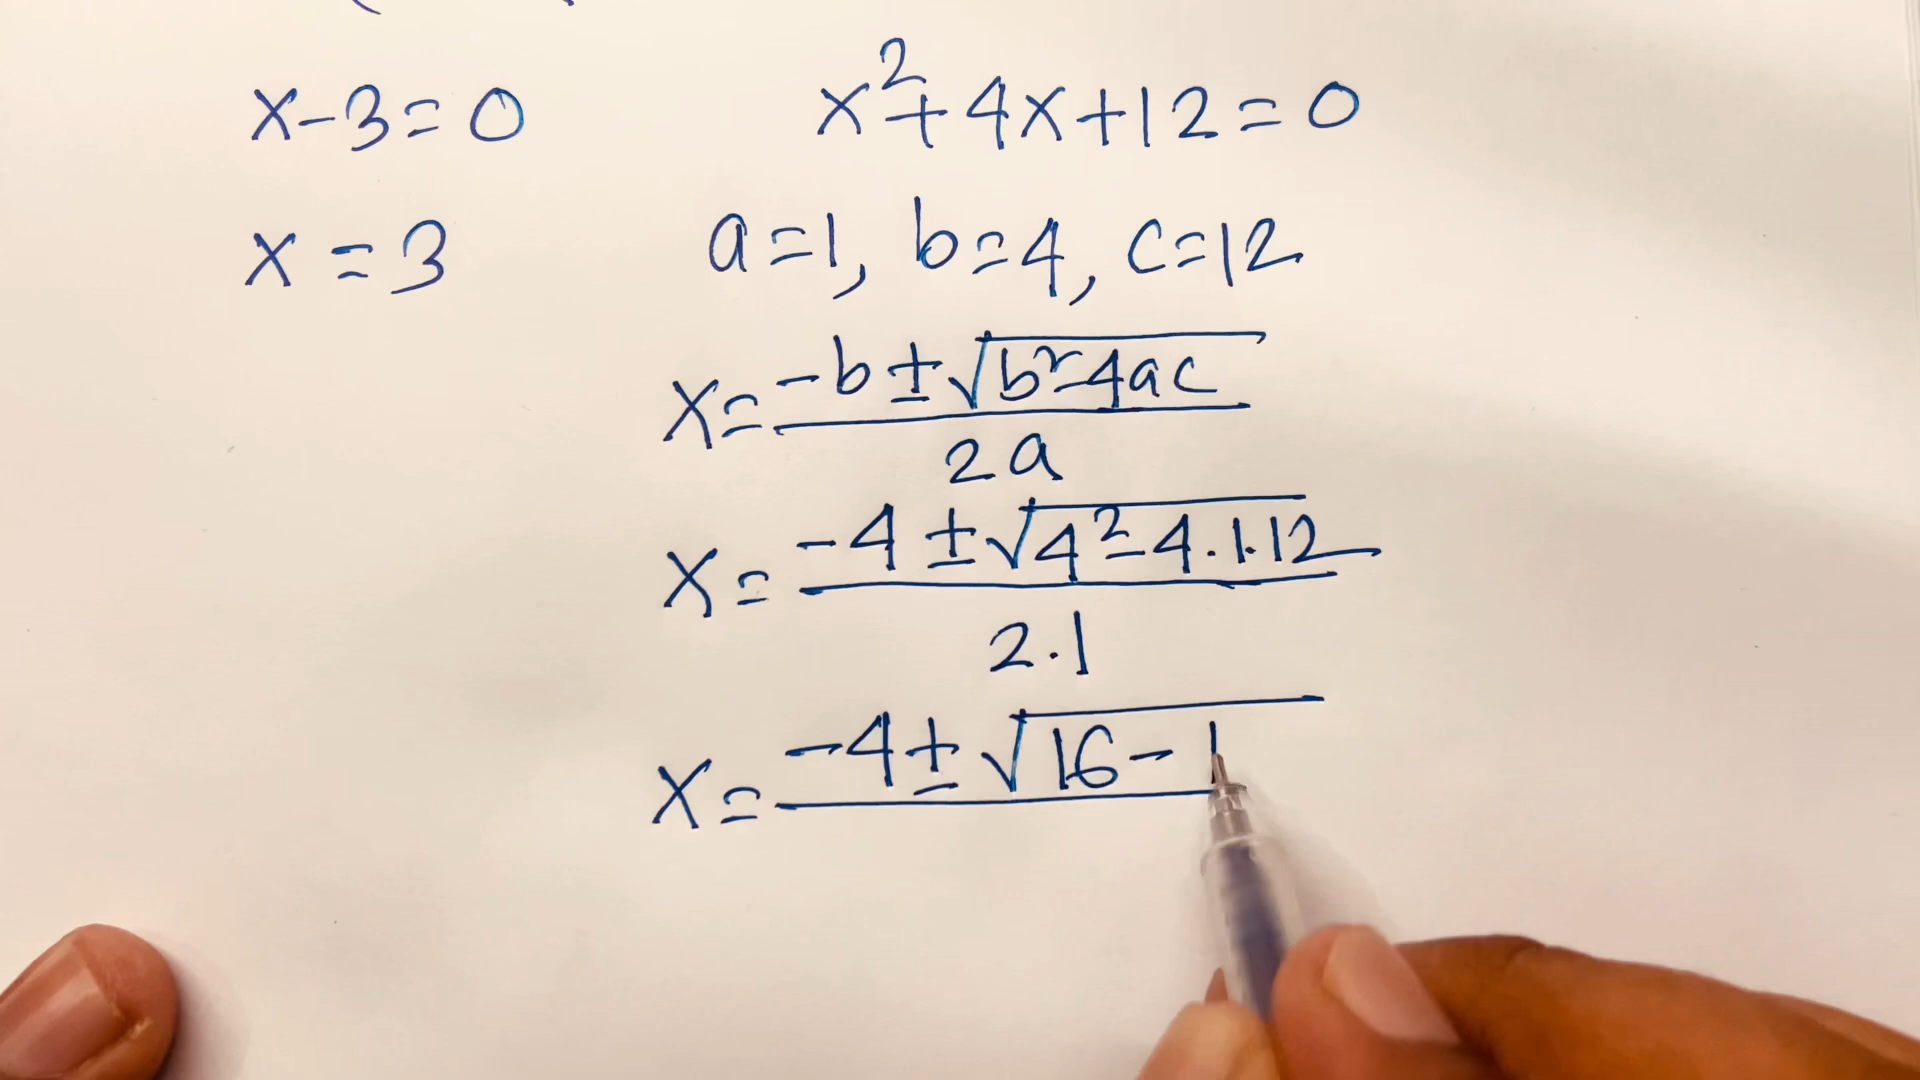 x-3=0
x=3
x²+4x+12=0
a=1, b=4, c=12
x=(-b±√(b²-4ac))/(2a)
x=(-4±√(4²-4.1.12))/(2.1)
x=-4±√(16-1